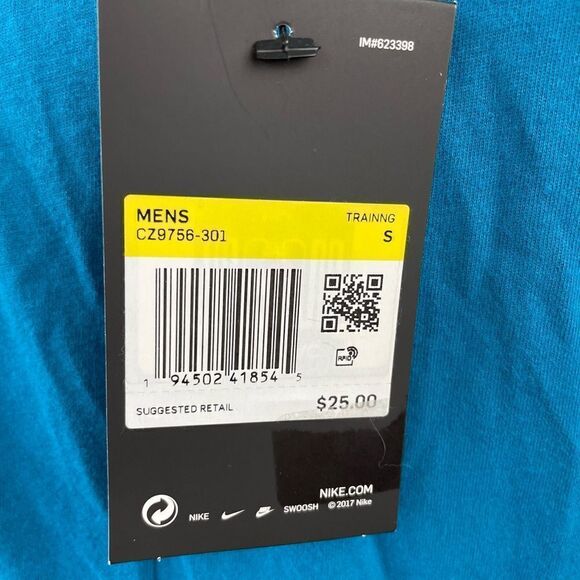 IM#623398
MENS TRAINNG
CZ9756-301 S
RFID
1 94502 41854 5
SUGGESTED RETAIL $25.00
NIKE.COM
NIKE SWOOSH © 2017 Nike